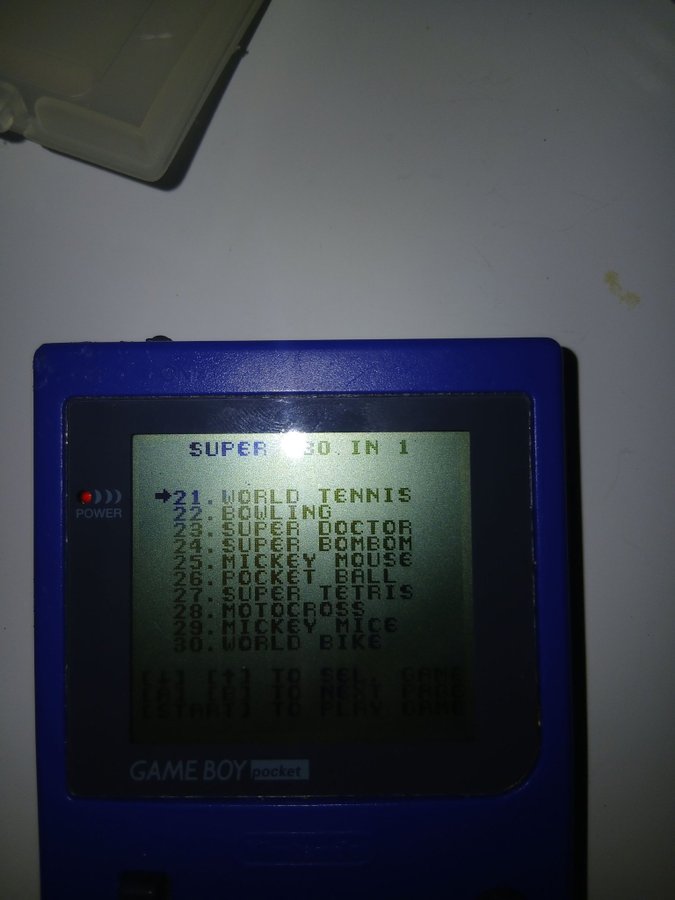 SUPER 30 IN 1
21. WORLD TENNIS
22. BOWLING
23. SUPER DOCTOR
24. SUPER BOMBOM
25. MICKEY MOUSE
26. POCKET BALL
27. SUPER TETRIS
28. MOTOCROSS
29. MICKEY MICE
30. WORLD BIKE
TO SEL. GAME
TO NEXT PAGE
[START] TO PLAY GAME
POWER
GAME BOY pocket